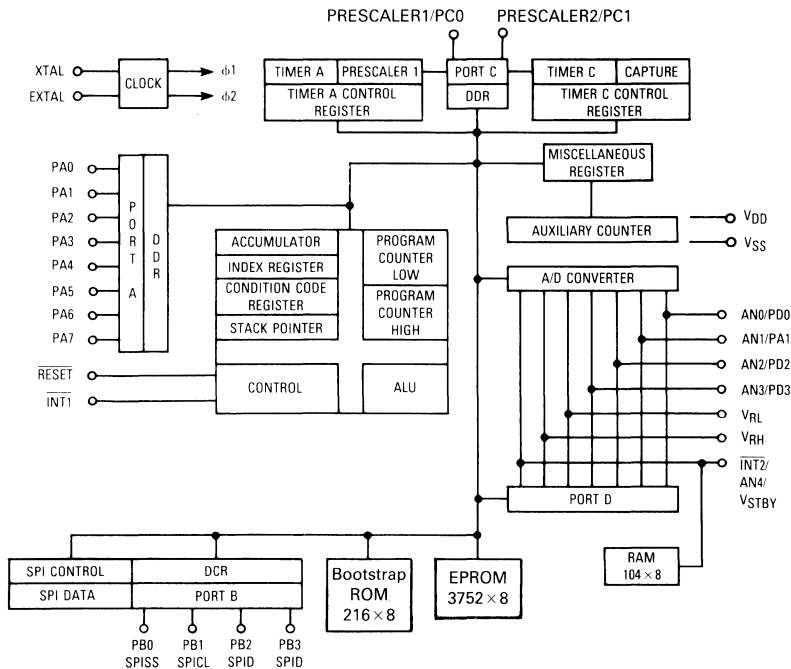 PRESCALER1/PC0 PRESCALER2/PC1
XTAL
EXTAL
CLOCK
ϕ1
ϕ2
TIMER A PRESCALER 1
TIMER A CONTROL
REGISTER
PORT C
DDR
TIMER C CAPTURE
TIMER C CONTROL
REGISTER
MISCELLANEOUS
REGISTER
AUXILIARY COUNTER
VDD
VSS
PA0
PA1
PA2
PA3
PA4
PA5
PA6
PA7
PORT A
DDR
ACCUMULATOR
INDEX REGISTER
CONDITION CODE
REGISTER
STACK POINTER
PROGRAM
COUNTER
LOW
PROGRAM
COUNTER
HIGH
RESET
INT1
CONTROL
ALU
A/D CONVERTER
AN0/PD0
AN1/PA1
AN2/PD2
AN3/PD3
VRL
VRH
INT2/
AN4/
VSTBY
PORT D
RAM
104 × 8
SPI CONTROL DCR
SPI DATA PORT B
Bootstrap
ROM
216 × 8
EPROM
3752 × 8
PB0 PB1 PB2 PB3
SPISS SPICL SPID SPID